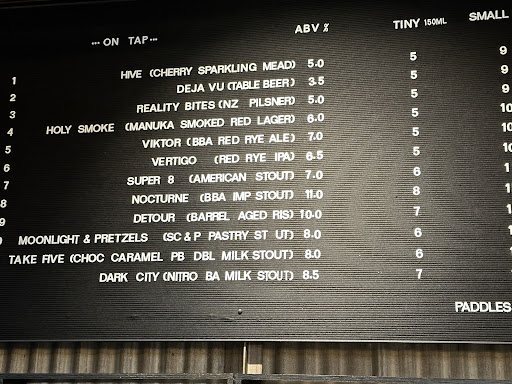 ... ON TAP ... ABV % TINY 150ML SMALL
1 HIVE (CHERRY SPARKLING MEAD) 5.0 5 9
2 DEJA VU (TABLE BEER) 3.5 5 9
3 REALITY BITES (NZ PILSNER) 5.0 5 9
4 HOLY SMOKE (MANUKA SMOKED RED LAGER) 6.0 5 10
5 VIKTOR (BBA RED RYE ALE) 7.0 5 10
6 VERTIGO (RED RYE IPA) 6.5 5 10
7 SUPER 8 (AMERICAN STOUT) 7.0 6
8 NOCTURNE (BBA IMP STOUT) 11.0 8
9 DETOUR (BARREL AGED RIS) 10.0 7
MOONLIGHT & PRETZELS (SC & P PASTRY ST UT) 8.0 6
TAKE FIVE (CHOC CARAMEL PB DBL MILK STOUT) 8.0 6
DARK CITY (NITRO BA MILK STOUT) 8.5 7
PADDLES